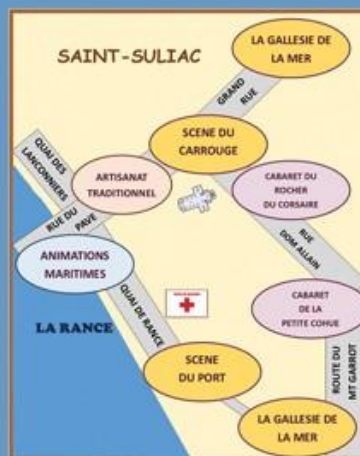 LA GALLESIE DE
LA MER
SAINT-SULIAC
GRAND
RUE
SCENE DU
CARROUGE
QUAI DES
LANCONNIERS
ARTISANAT
TRADITIONNEL
CABARET DU
ROCHER
DU CORSAIRE
RUE DU
PAVE
RUE
DOM ALLAIN
ANIMATIONS
MARITIMES
CABARET
DE LA
PETITE COHUE
LA RANCE
QUAI DE RANCE
SCENE
DU PORT
ROUTE DU
MT GARROT
LA GALLESIE DE
LA MER